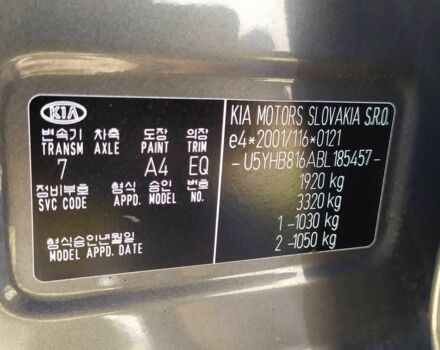 KIA
변속기 차축 도장 의장
TRANSM AXLE PAINT TRIM
7 A4 EQ
정비부호 형식 승인 번호
SVC CODE APPD. MODEL NO.
형식승인년월일
MODEL APPD. DATE
KIA MOTORS SLOVAKIA S.R.O.
e4*2001/116*0121
-U5YHB816ABL185457-
1920 kg
3320 kg
1-1030 kg
2-1050 kg